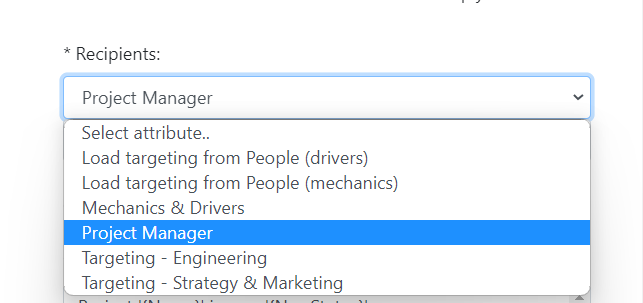 * Recipients:
Project Manager
Select attribute..
Load targeting from People (drivers)
Load targeting from People (mechanics)
Mechanics & Drivers
Project Manager
Targeting - Engineering
Targeting - Strategy & Marketing